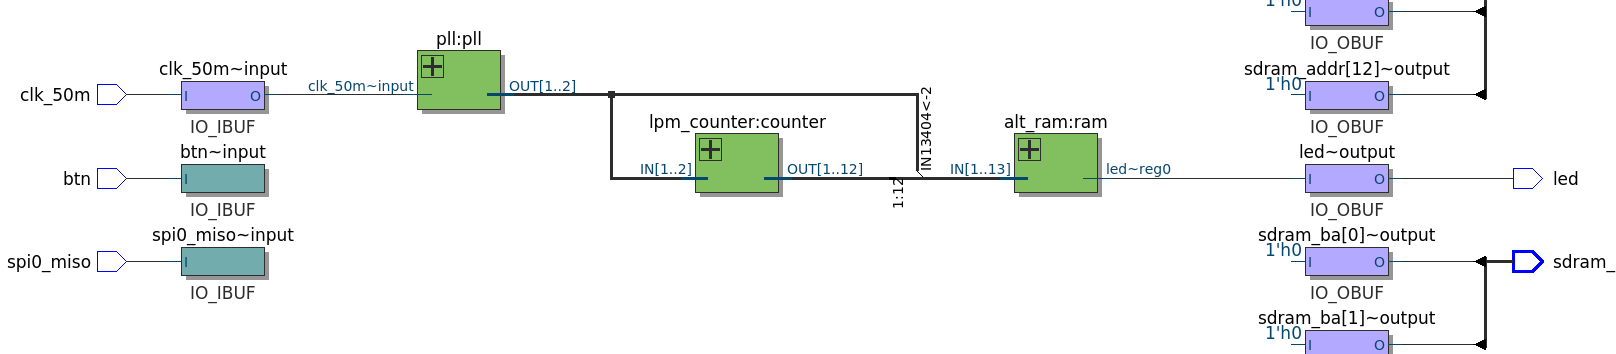 1'h0
I
O
IO_OBUF
pll:pll
clk_50m~input
sdram_addr[12]~output
clk_50m
I
O
clk_50m~input
OUT[1..2]
1'h0
I
O
IO_IBUF
IO_OBUF
lpm_counter:counter
IN13404<-2
alt_ram:ram
btn~input
led~output
btn
I
IN[1..2]
OUT[1..12]
1:12
IN[1..13]
led~reg0
I
O
led
IO_IBUF
IO_OBUF
spi0_miso~input
sdram_ba[0]~output
spi0_miso
I
1'h0
I
O
sdram_
IO_IBUF
IO_OBUF
sdram_ba[1]~output
1'h0
I
O